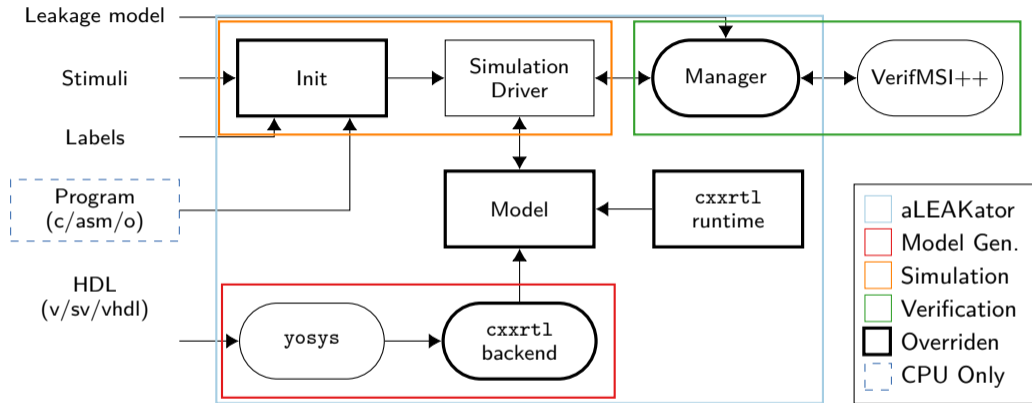 Leakage model
Stimuli
Labels
Program
(c/asm/o)
HDL
(v/sv/vhdl)
Init
Simulation
Driver
Manager
VerifMSI++
Model
cxxrtl
runtime
yosys
cxxrtl
backend
aLEAKator
Model Gen.
Simulation
Verification
Overriden
CPU Only